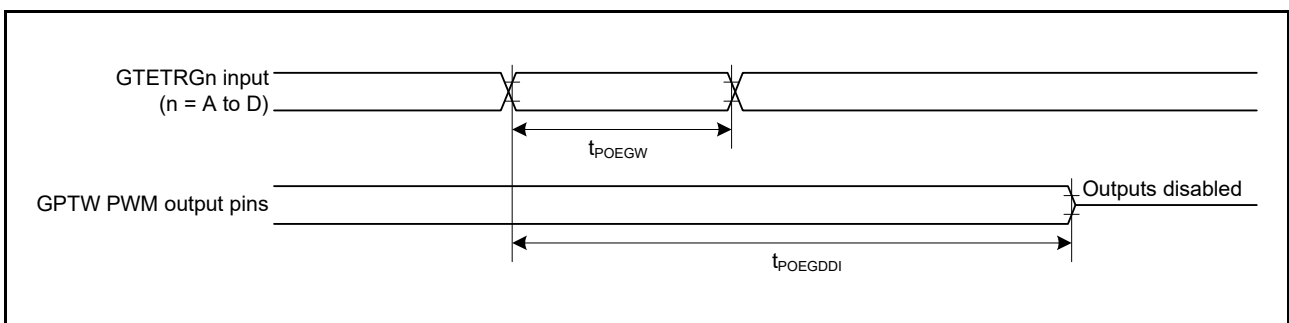 GTETRGn input
(n = A to D)
tPOEGW
GPTW PWM output pins
Outputs disabled
tPOEGDDI